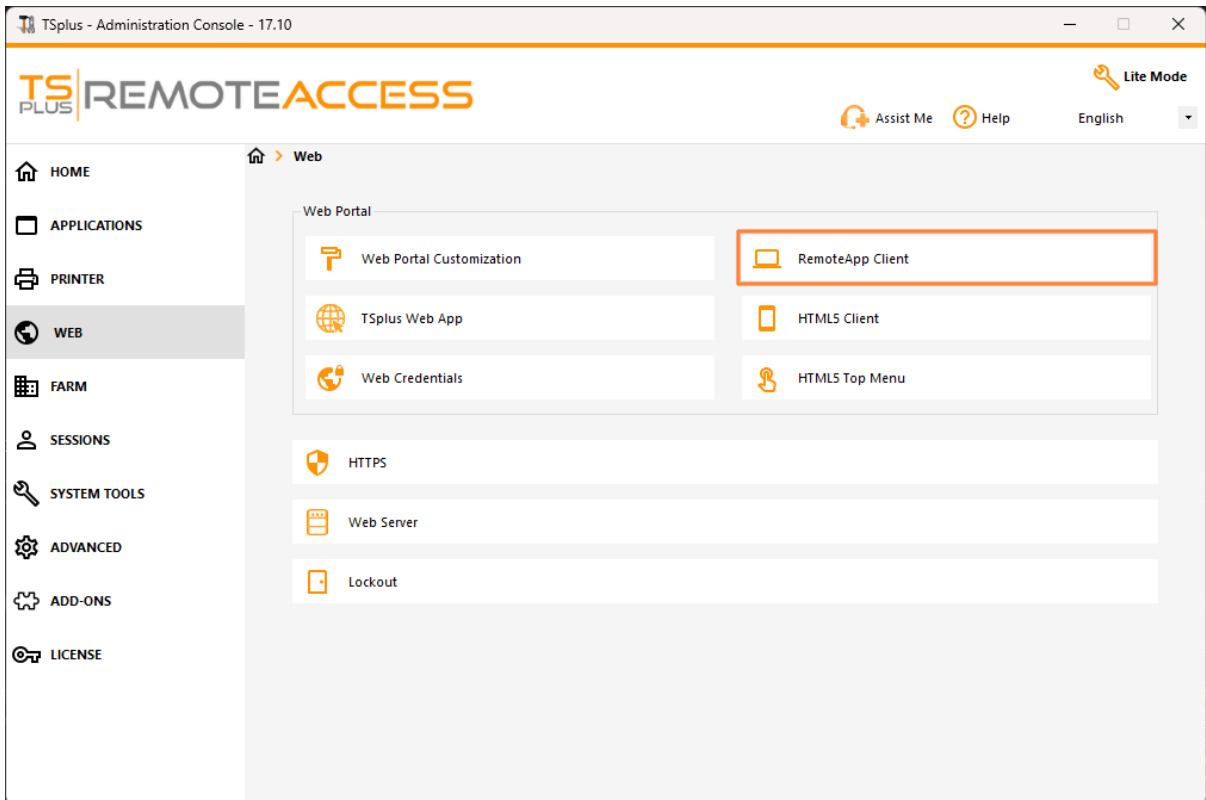 TSplus - Administration Console - 17.10
TS PLUS REMOTEACCESS
Lite Mode
Assist Me
Help
English
HOME
APPLICATIONS
PRINTER
WEB
FARM
SESSIONS
SYSTEM TOOLS
ADVANCED
ADD-ONS
LICENSE
Web
Web Portal
Web Portal Customization
RemoteApp Client
TSplus Web App
HTML5 Client
Web Credentials
HTML5 Top Menu
HTTPS
Web Server
Lockout